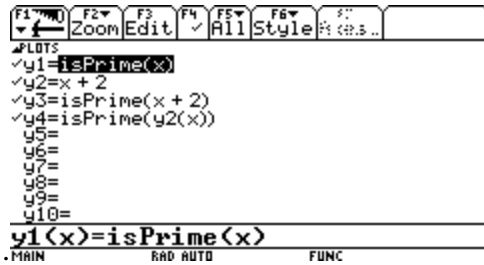 F1 F2 Zoom F3 Edit F4 ✓ F5 All F6 Style
PLOTS
✓y1=isPrime(x)
✓y2=x + 2
✓y3=isPrime(x + 2)
✓y4=isPrime(y2(x))
y5=
y6=
y7=
y8=
y9=
y10=
y1(x)=isPrime(x)
MAIN RAD AUTO FUNC